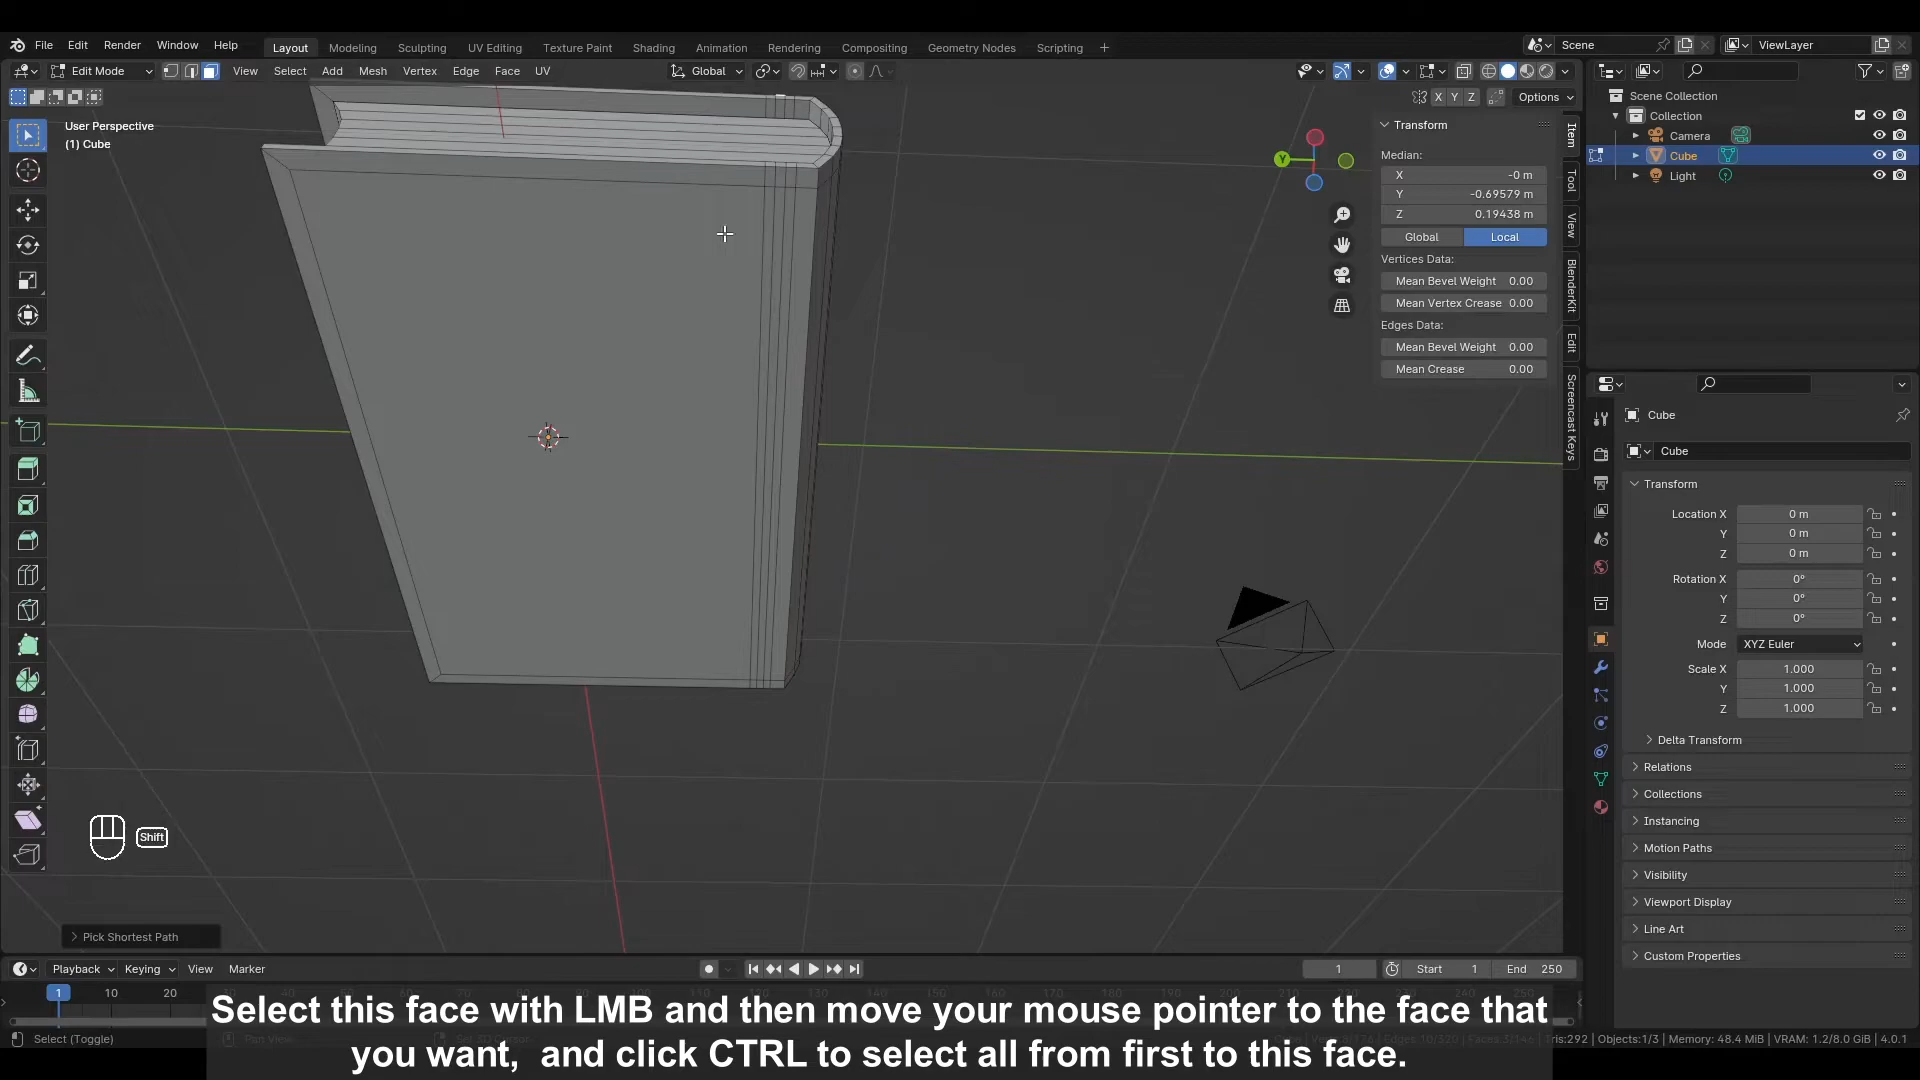 File Edit Render Window Help Layout Modeling Sculpting UV Editing Texture Paint Shading Animation Rendering Compositing Geometry Nodes Scripting + Scene ViewLayer
Edit Mode View Select Add Mesh Vertex Edge Face UV Global
X Y Z Options
User Perspective
(1) Cube
Y
Transform
Median:
X -0 m
Y -0.69579 m
Z 0.19438 m
Global Local
Vertices Data:
Mean Bevel Weight 0.00
Mean Vertex Crease 0.00
Edges Data:
Mean Bevel Weight 0.00
Mean Crease 0.00
Item
Tool
View
BlenderKit
Edit
Screencast Keys
Scene Collection
Collection
Camera
Cube
Light
Cube
Cube
Transform
Location X 0 m
Y 0 m
Z 0 m
Rotation X 0°
Y 0°
Z 0°
Mode XYZ Euler
Scale X 1.000
Y 1.000
Z 1.000
Delta Transform
Relations
Collections
Instancing
Motion Paths
Visibility
Viewport Display
Line Art
Custom Properties
Shift
Pick Shortest Path
Playback Keying View Marker 1 Start 1 End 250
1 10 20
Select this face with LMB and then move your mouse pointer to the face that
you want, and click CTRL to select all from first to this face.
Select (Toggle)
Tris:292 | Objects:1/3 | Memory: 48.4 MiB | VRAM: 1.2/8.0 GiB | 4.0.1